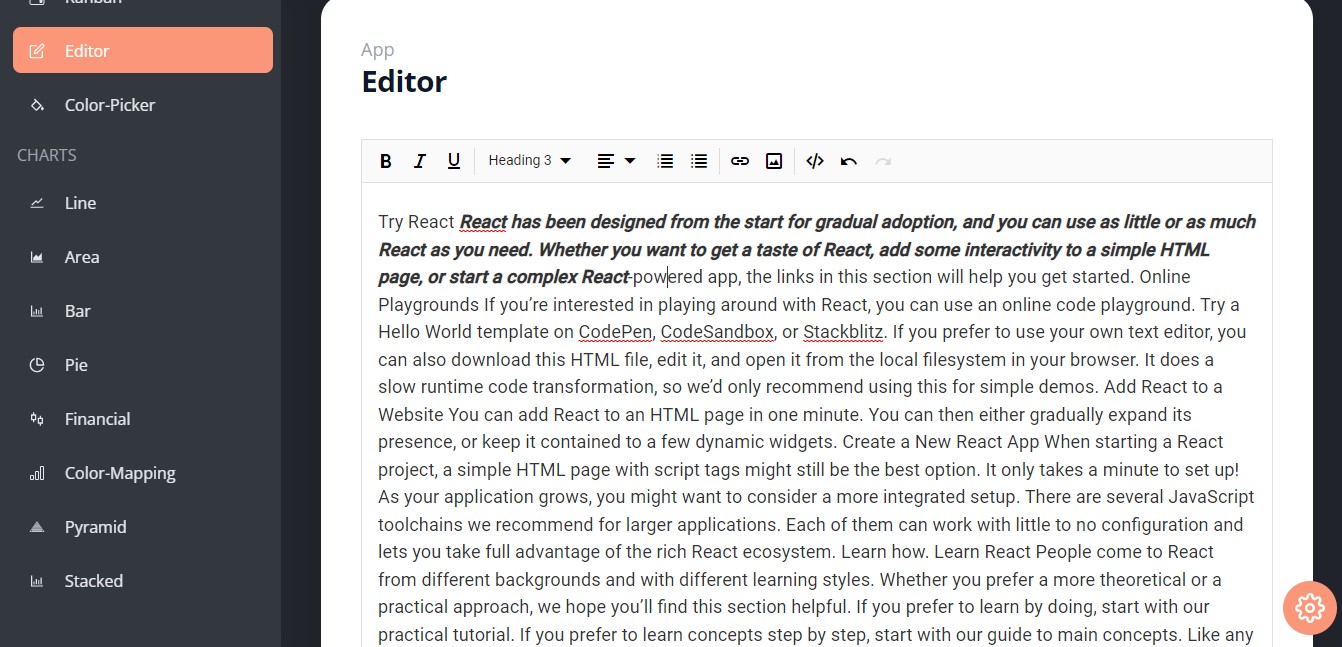 Kanban
Editor
Color-Picker
CHARTS
Line
Area
Bar
Pie
Financial
Color-Mapping
Pyramid
Stacked
App
Editor
B I U Heading 3
Try React React has been designed from the start for gradual adoption, and you can use as little or as much
React as you need. Whether you want to get a taste of React, add some interactivity to a simple HTML
page, or start a complex React-powered app, the links in this section will help you get started. Online
Playgrounds If you’re interested in playing around with React, you can use an online code playground. Try a
Hello World template on CodePen, CodeSandbox, or Stackblitz. If you prefer to use your own text editor, you
can also download this HTML file, edit it, and open it from the local filesystem in your browser. It does a
slow runtime code transformation, so we’d only recommend using this for simple demos. Add React to a
Website You can add React to an HTML page in one minute. You can then either gradually expand its
presence, or keep it contained to a few dynamic widgets. Create a New React App When starting a React
project, a simple HTML page with script tags might still be the best option. It only takes a minute to set up!
As your application grows, you might want to consider a more integrated setup. There are several JavaScript
toolchains we recommend for larger applications. Each of them can work with little to no configuration and
lets you take full advantage of the rich React ecosystem. Learn how. Learn React People come to React
from different backgrounds and with different learning styles. Whether you prefer a more theoretical or a
practical approach, we hope you’ll find this section helpful. If you prefer to learn by doing, start with our
practical tutorial. If you prefer to learn concepts step by step, start with our guide to main concepts. Like any